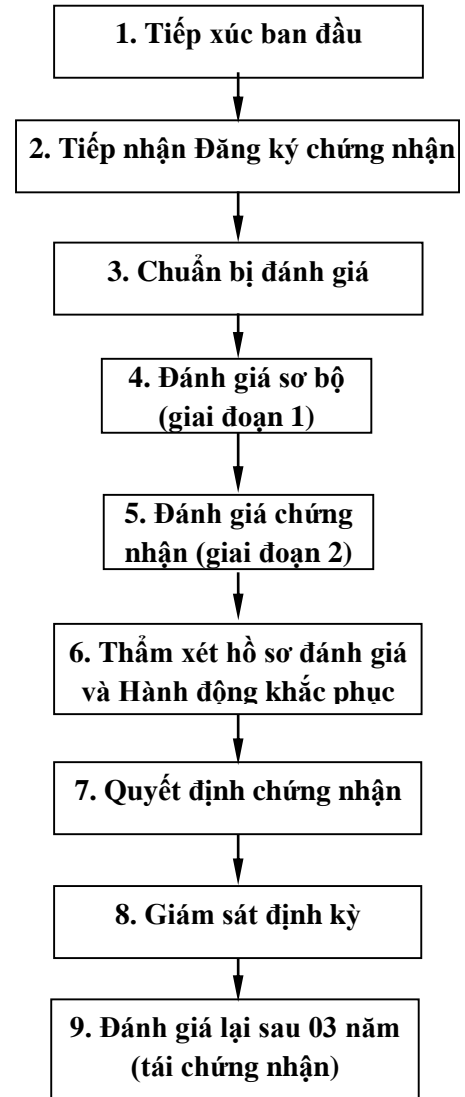 1. Tiếp xúc ban đầu
2. Tiếp nhận Đăng ký chứng nhận
3. Chuẩn bị đánh giá
4. Đánh giá sơ bộ
(giai đoạn 1)
5. Đánh giá chứng
nhận (giai đoạn 2)
6. Thẩm xét hồ sơ đánh giá
và Hành động khắc phục
7. Quyết định chứng nhận
8. Giám sát định kỳ
9. Đánh giá lại sau 03 năm
(tái chứng nhận)